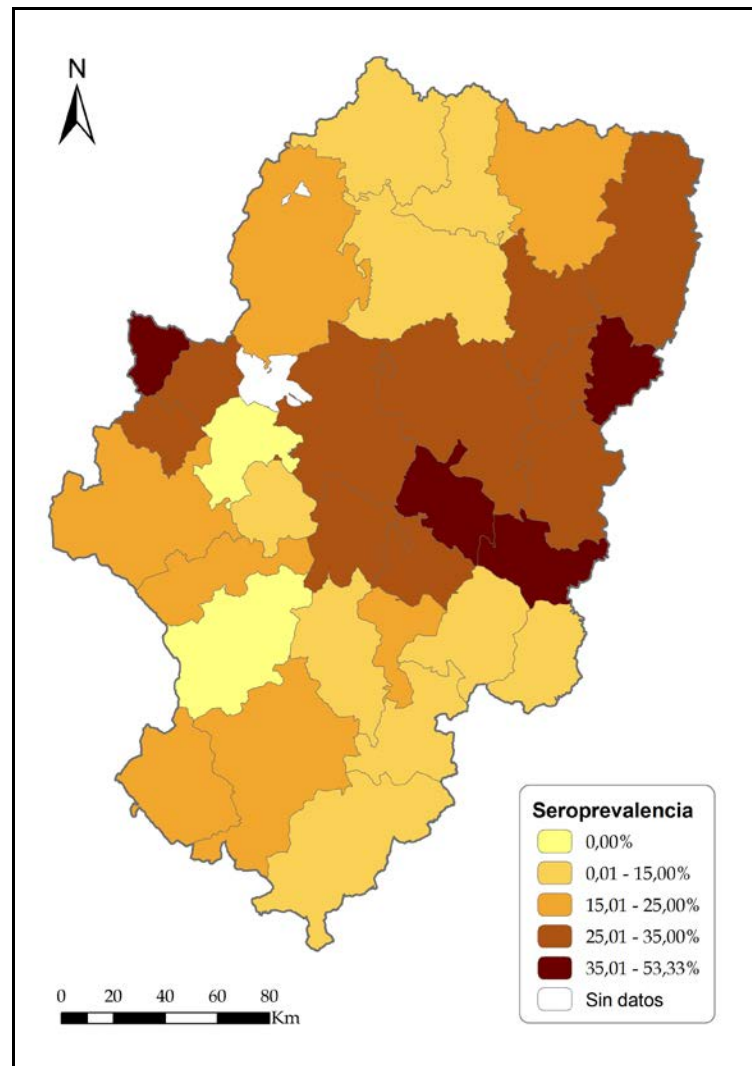 N
Seroprevalencia
0,00%
0,01 - 15,00%
15,01 - 25,00%
25,01 - 35,00%
35,01 - 53,33%
Sin datos
0 20 40 60 80
Km